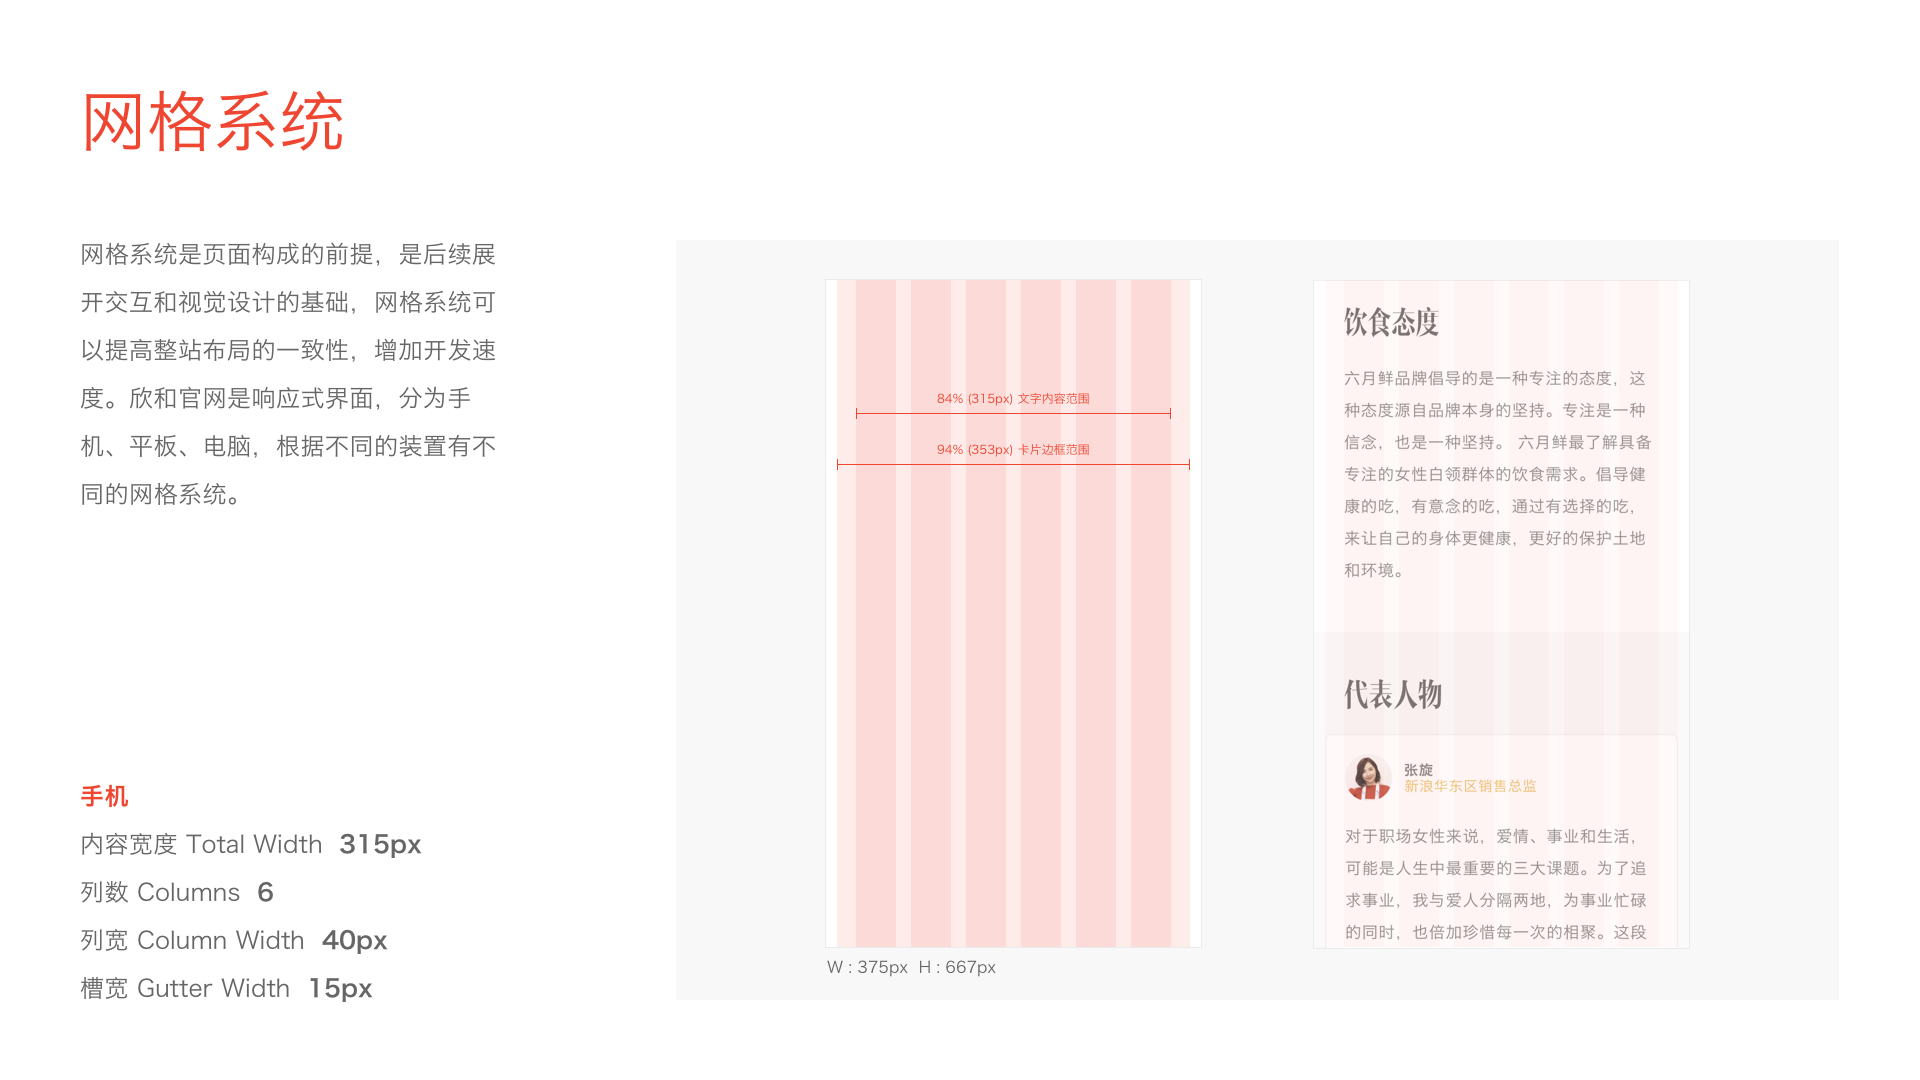 网格系统
网格系统是页面构成的前提，是后续展
开交互和视觉设计的基础，网格系统可
以提高整站布局的一致性，增加开发速
度。欣和官网是响应式界面，分为手
机、平板、电脑，根据不同的装置有不
同的网格系统。
手机
内容宽度 Total Width 315px
列数 Columns 6
列宽 Column Width 40px
槽宽 Gutter Width 15px
84% (315px) 文字内容范围
94% (353px) 卡片边框范围
W : 375px H : 667px
饮食态度
六月鲜品牌倡导的是一种专注的态度，这
种态度源自品牌本身的坚持。专注是一种
信念，也是一种坚持。 六月鲜最了解具备
专注的女性白领群体的饮食需求。倡导健
康的吃，有意念的吃，通过有选择的吃，
来让自己的身体更健康，更好的保护土地
和环境。
代表人物
张旋
新浪华东区销售总监
对于职场女性来说，爱情、事业和生活，
可能是人生中最重要的三大课题。为了追
求事业，我与爱人分隔两地，为事业忙碌
的同时，也倍加珍惜每一次的相聚。这段